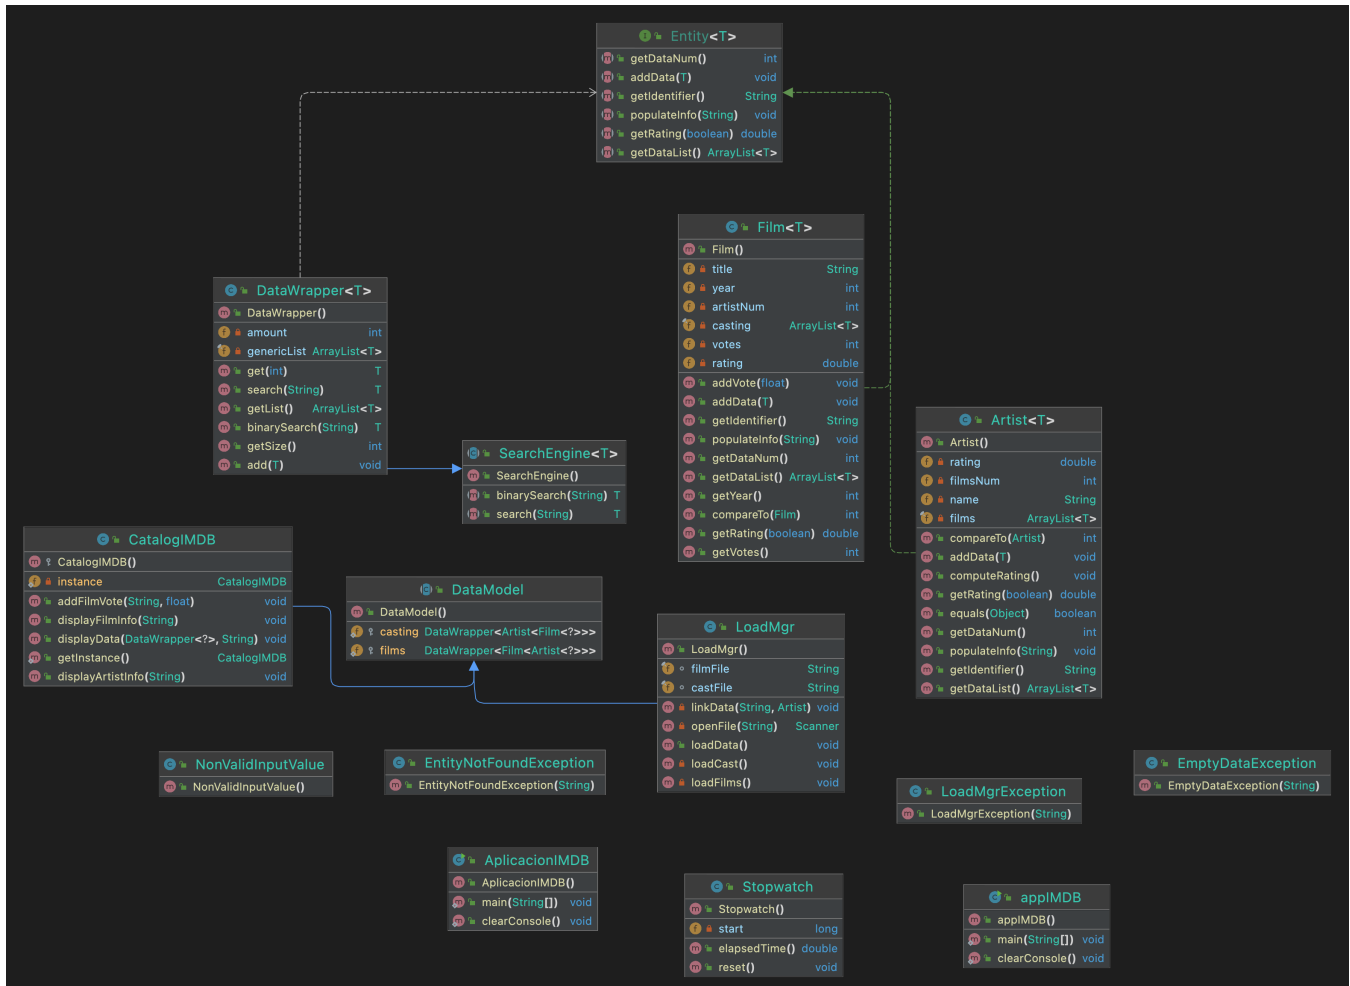 Entity<T>
getDataNum() int
addData(T) void
getIdentifier() String
populateInfo(String) void
getRating(boolean) double
getDataList() ArrayList<T>
Film<T>
Film()
title String
year int
artistNum int
casting ArrayList<T>
votes int
rating double
addVote(float) void
addData(T) void
getIdentifier() String
populateInfo(String) void
getDataNum() int
getDataList() ArrayList<T>
getYear() int
compareTo(Film) int
getRating(boolean) double
getVotes() int
DataWrapper<T>
DataWrapper()
amount int
genericList ArrayList<T>
get(int) T
search(String) T
getList() ArrayList<T>
binarySearch(String) T
getSize() int
add(T) void
Artist<T>
Artist()
rating double
filmsNum int
name String
films ArrayList<T>
compareTo(Artist) int
addData(T) void
computeRating() void
getRating(boolean) double
equals(Object) boolean
getDataNum() int
populateInfo(String) void
getIdentifier() String
getDataList() ArrayList<T>
SearchEngine<T>
SearchEngine()
binarySearch(String) T
search(String) T
CatalogIMDB
CatalogIMDB()
instance CatalogIMDB
addFilmVote(String, float) void
displayFilmInfo(String) void
displayData(DataWrapper<?>, String) void
getInstance() CatalogIMDB
displayArtistInfo(String) void
DataModel
DataModel()
casting DataWrapper<Artist<Film<?>>>
films DataWrapper<Film<Artist<?>>>
LoadMgr
LoadMgr()
filmFile String
castFile String
linkData(String, Artist) void
openFile(String) Scanner
loadData() void
loadCast() void
loadFilms() void
NonValidInputValue
NonValidInputValue()
EntityNotFoundException
EntityNotFoundException(String)
LoadMgrException
LoadMgrException(String)
EmptyDataException
EmptyDataException(String)
AplicacionIMDB
AplicacionIMDB()
main(String[]) void
clearConsole() void
Stopwatch
Stopwatch()
start long
elapsedTime() double
reset() void
appIMDB
appIMDB()
main(String[]) void
clearConsole() void